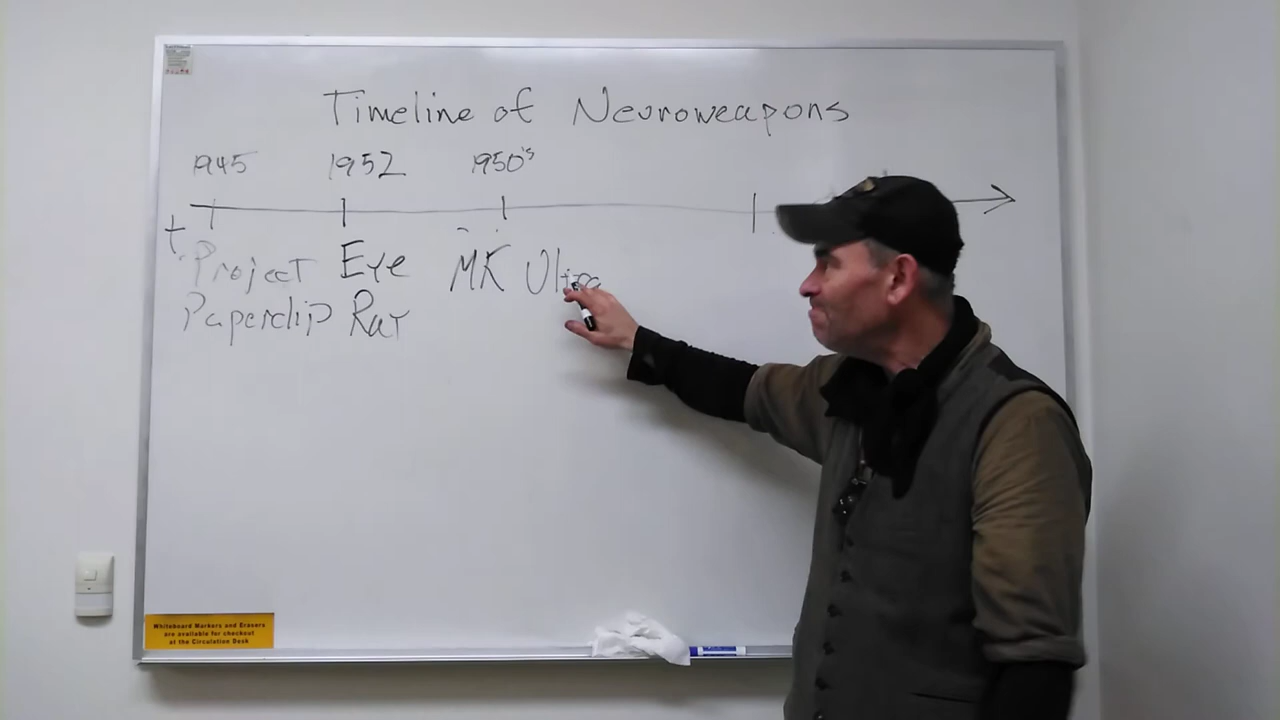 Timeline of Neuroweapons
1945 1952 1950's
t
Project Eye MK Ultra
Paperclip Ray
Whiteboard Markers and Erasers
are available for checkout
at the Circulation Desk